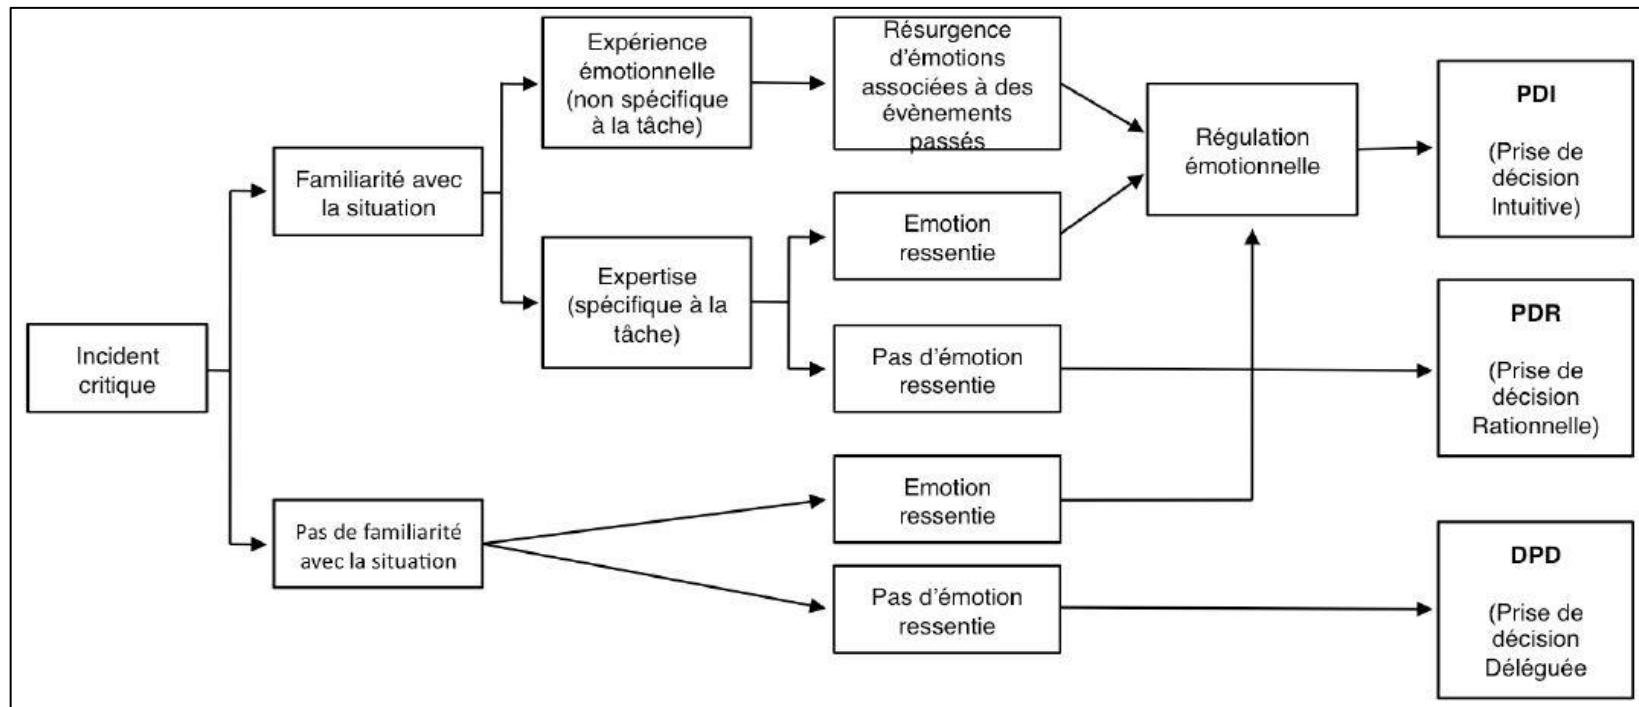 Incident
critique
Familiarité avec
la situation
Pas de familiarité
avec la situation
Expérience
émotionnelle
(non spécifique
à la tâche)
Expertise
(spécifique à la
tâche)
Résurgence
d'émotions
associées à des
évènements
passés
Emotion
ressentie
Pas d'émotion
ressentie
Emotion
ressentie
Pas d'émotion
ressentie
Régulation
émotionnelle
PDI
(Prise de
décision
Intuitive)
PDR
(Prise de
décision
Rationnelle)
DPD
(Prise de
décision
Déléguée